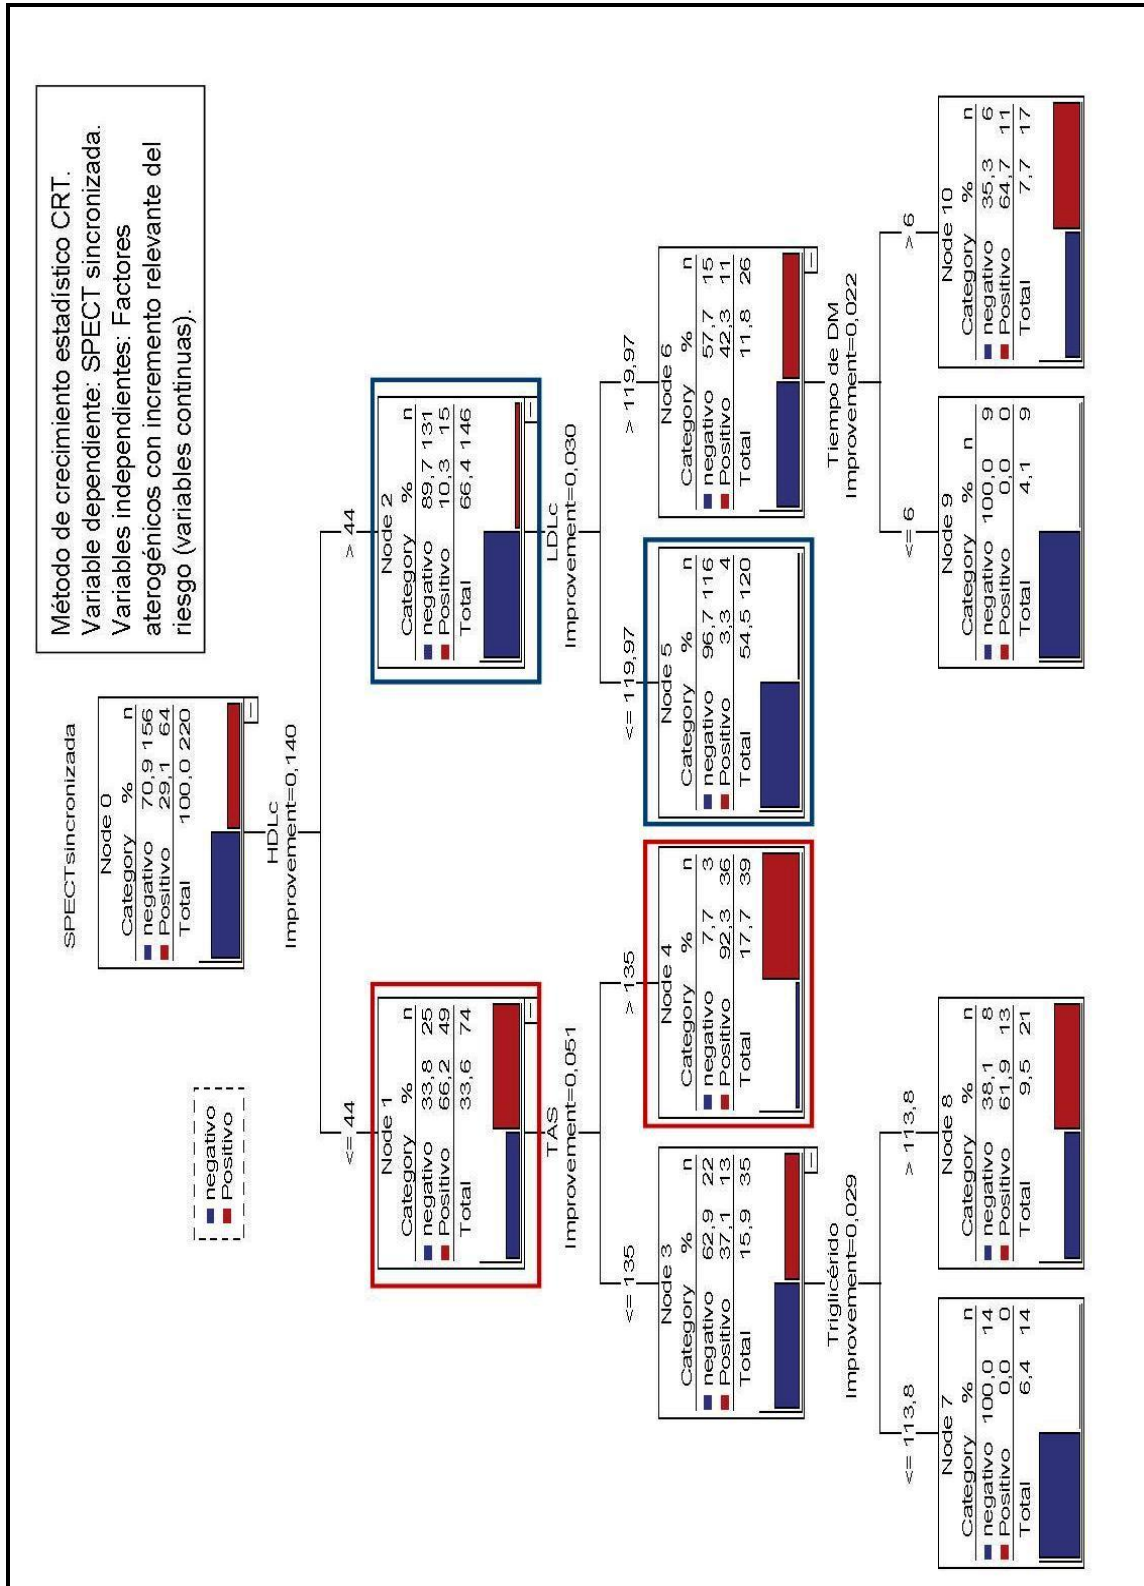 Método de crecimiento estadístico CRT.
Variable dependiente: SPECT sincronizada.
Variables independientes: Factores
aterogénicos con incremento relevante del
riesgo (variables continuas).
negativo
Positivo
SPECTsincronizada
Node 0
Category % n
negativo 70,9 156
Positivo 29,1 64
Total 100,0 220
HDLc
Improvement=0,140
<= 44
> 44
Node 1
Category % n
negativo 33,8 25
Positivo 66,2 49
Total 33,6 74
TAS
Improvement=0,051
Node 2
Category % n
negativo 89,7 131
Positivo 10,3 15
Total 66,4 146
LDLc
Improvement=0,030
<= 135
> 135
<= 119,97
> 119,97
Node 3
Category % n
negativo 62,9 22
Positivo 37,1 13
Total 15,9 35
Triglicérido
Improvement=0,029
Node 4
Category % n
negativo 7,7 3
Positivo 92,3 36
Total 17,7 39
Node 5
Category % n
negativo 96,7 116
Positivo 3,3 4
Total 54,5 120
Node 6
Category % n
negativo 57,7 15
Positivo 42,3 11
Total 11,8 26
Tiempo de DM
Improvement=0,022
<= 113,8
> 113,8
<= 6
> 6
Node 7
Category % n
negativo 100,0 14
Positivo 0,0 0
Total 6,4 14
Node 8
Category % n
negativo 38,1 8
Positivo 61,9 13
Total 9,5 21
Node 9
Category % n
negativo 100,0 9
Positivo 0,0 0
Total 4,1 9
Node 10
Category % n
negativo 35,3 6
Positivo 64,7 11
Total 7,7 17